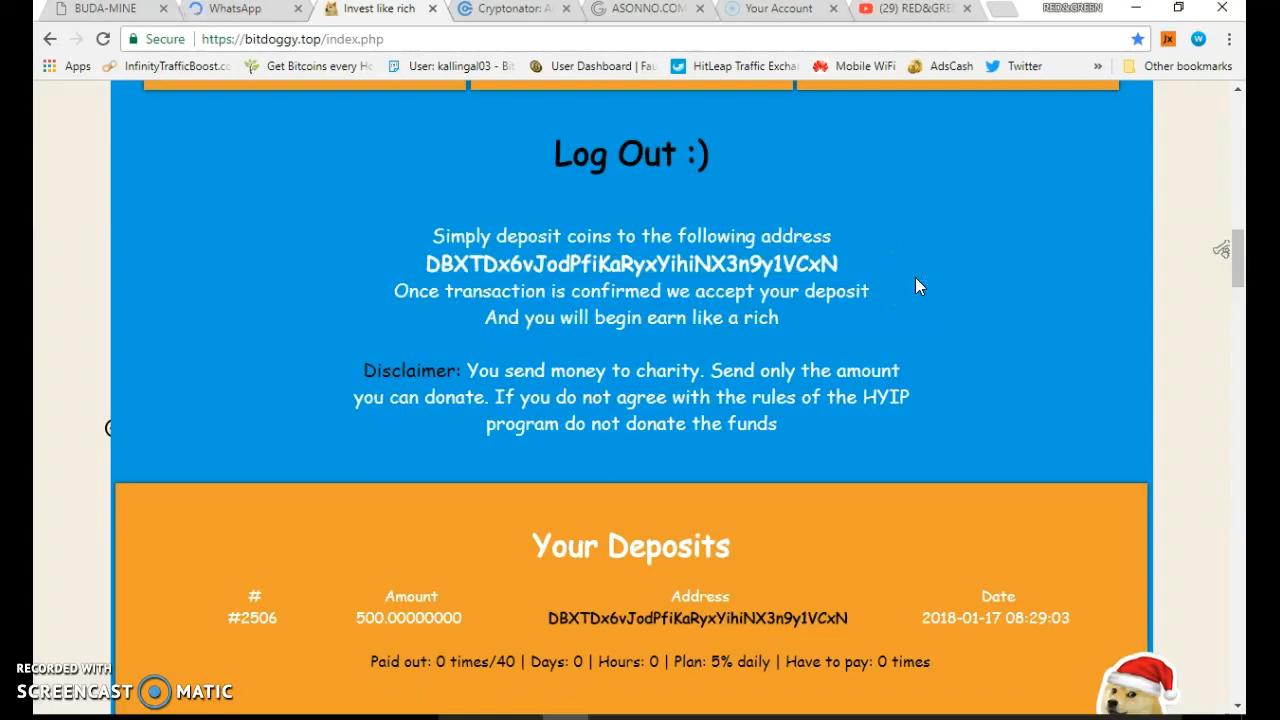 BUDA-MINE
WhatsApp
Invest like rich
Cryptonator: A
ASONNO.COM
Your Account
(29) RED&GRE
RED&GREEN
Secure
https://bitdoggy.top/index.php
Jx
Apps
InfinityTrafficBoost.co
Get Bitcoins every Ho
User: kallingal03 - Bit
User Dashboard | Fau
HitLeap Traffic Excha
Mobile WiFi
AdsCash
Twitter
»
Other bookmarks
Log Out :)
Simply deposit coins to the following address
DBXTDx6vJodPfiKaRyxYihiNX3n9y1VCxN
Once transaction is confirmed we accept your deposit
And you will begin earn like a rich
Disclaimer: You send money to charity. Send only the amount
you can donate. If you do not agree with the rules of the HYIP
program do not donate the funds
Your Deposits
# Amount Address Date
#2506 500.00000000 DBXTDx6vJodPfiKaRyxYihiNX3n9y1VCxN 2018-01-17 08:29:03
Paid out: 0 times/40 | Days: 0 | Hours: 0 | Plan: 5% daily | Have to pay: 0 times
RECORDED WITH
SCREENCAST MATIC